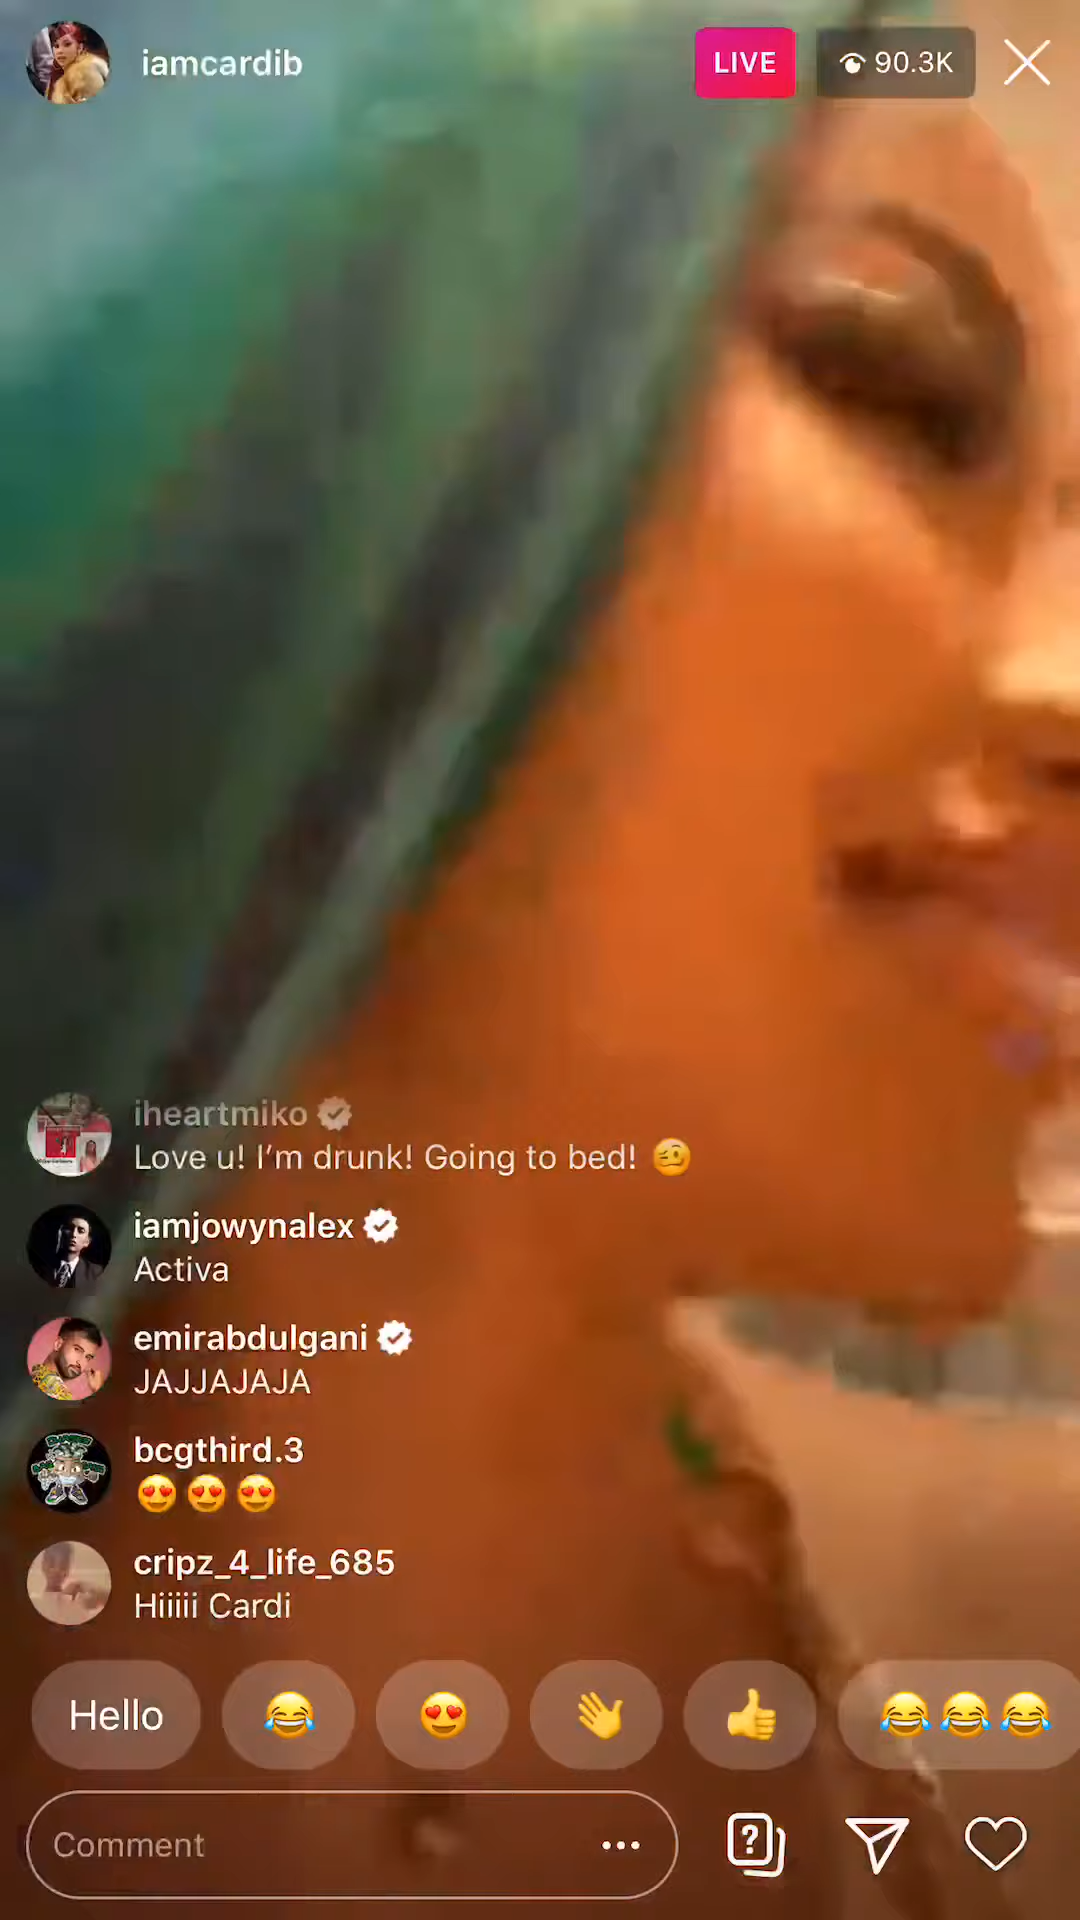 iamcardib
LIVE
90.3K
iheartmiko
Love u! I’m drunk! Going to bed! 🥴
iamjowynalex
Activa
emirabdulgani
JAJJAJAJA
bcgthird.3
😍 😍 😍
cripz_4_life_685
Hiiiii Cardi
Hello 😂 😍 👋 👍 😂 😂 😂
Comment